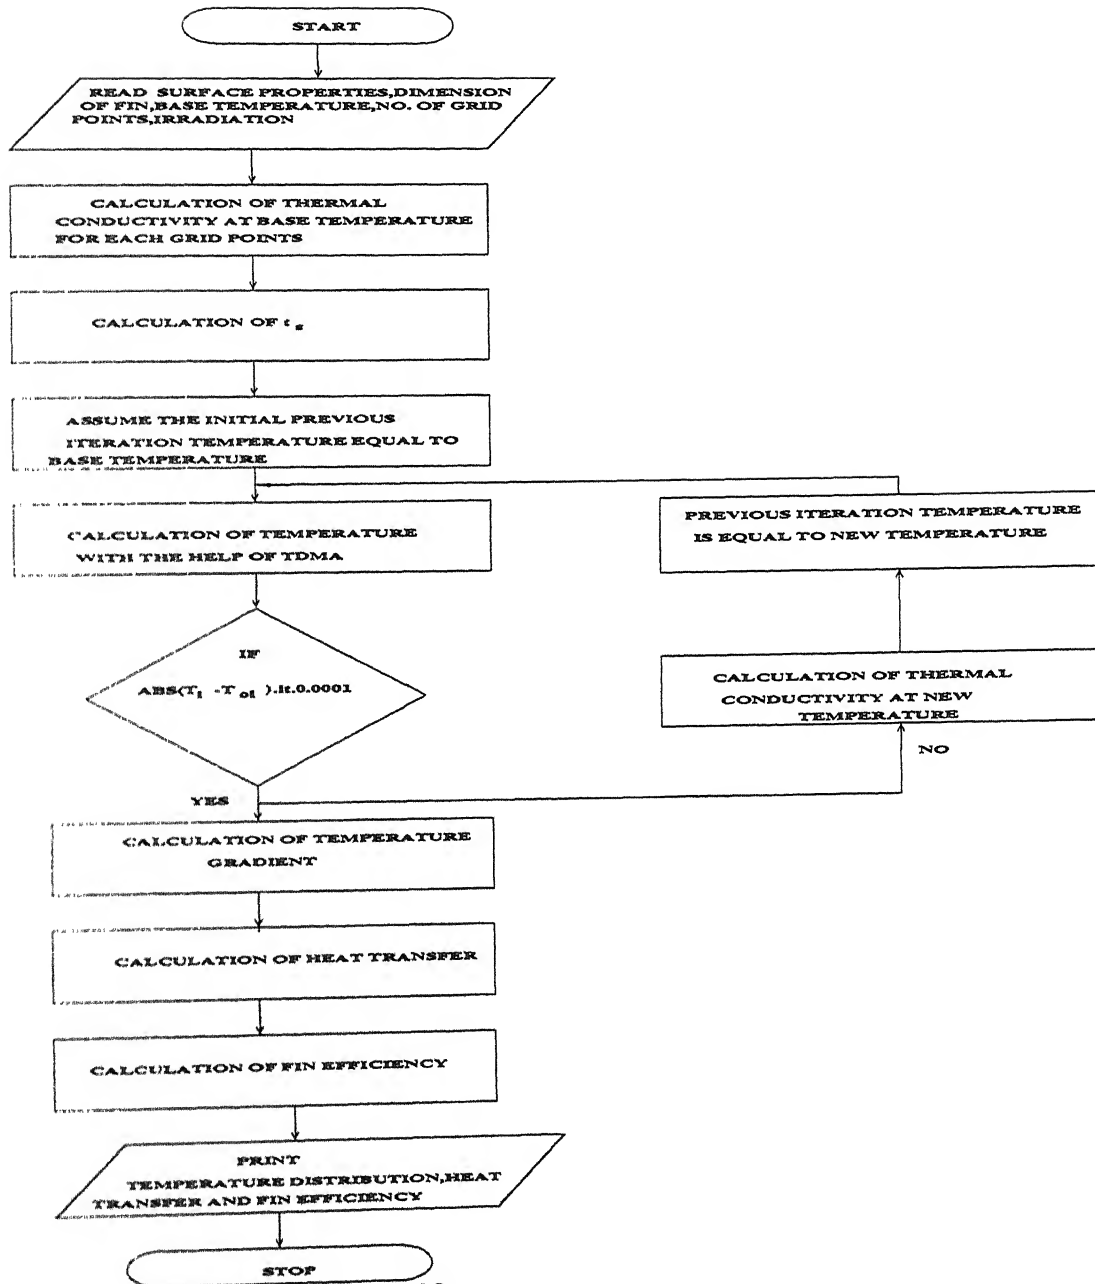 START
READ SURFACE PROPERTIES,DIMENSION
OF FIN,BASE TEMPERATURE,NO. OF GRID
POINTS,IRRADIATION
CALCULATION OF THERMAL
CONDUCTIVITY AT BASE TEMPERATURE
FOR EACH GRID POINTS
CALCULATION OF
ASSUME THE INITIAL PREVIOUS
ITERATION TEMPERATURE EQUAL TO
BASE TEMPERATURE
CALCULATION OF TEMPERATURE
WITH THE HELP OF TDMA
IF
ABS(T_i -T_oi ).lt.0.0001
YES
NO
CALCULATION OF THERMAL
CONDUCTIVITY AT NEW
TEMPERATURE
PREVIOUS ITERATION TEMPERATURE
IS EQUAL TO NEW TEMPERATURE
CALCULATION OF TEMPERATURE
GRADIENT
CALCULATION OF HEAT TRANSFER
CALCULATION OF FIN EFFICIENCY
PRINT
TEMPERATURE DISTRIBUTION,HEAT
TRANSFER AND FIN EFFICIENCY
STOP